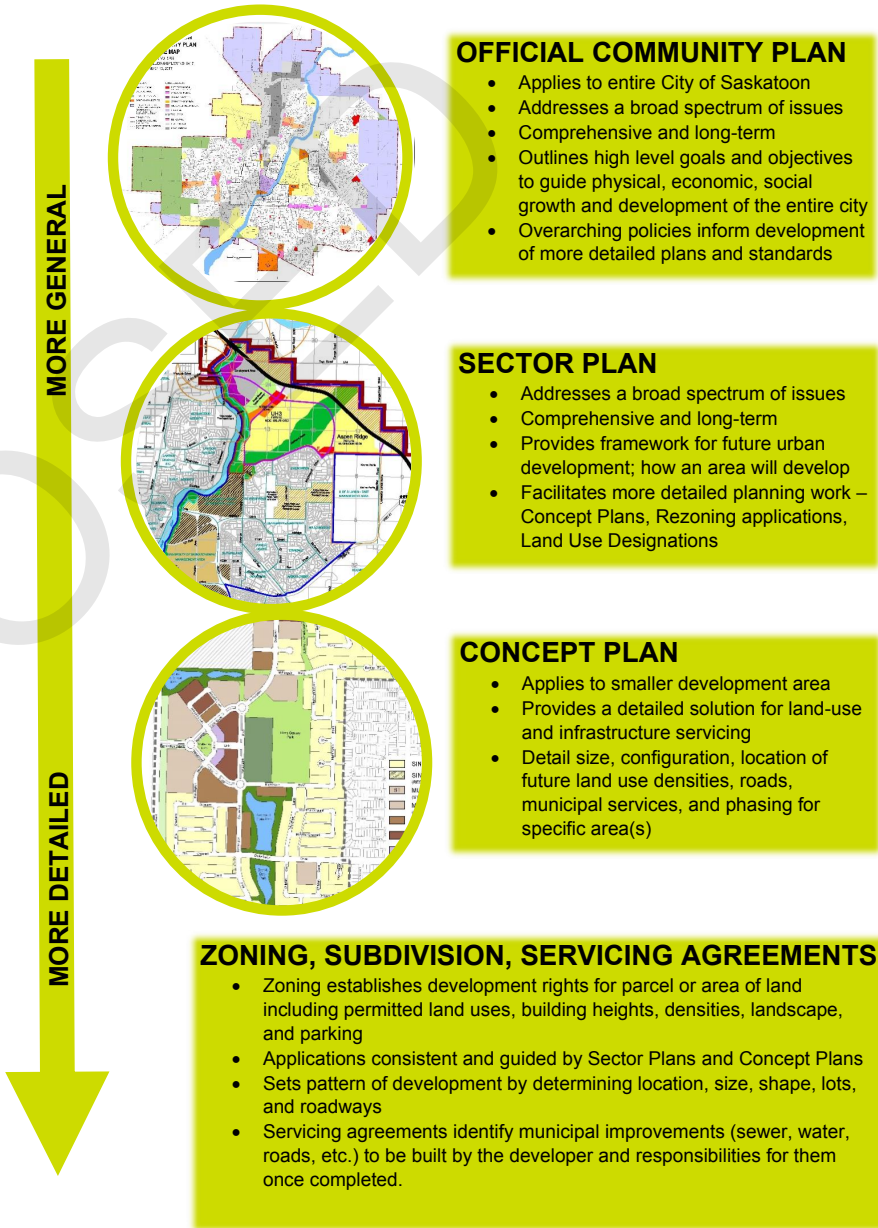 OFFICIAL COMMUNITY PLAN
• Applies to entire City of Saskatoon
• Addresses a broad spectrum of issues
• Comprehensive and long-term
• Outlines high level goals and objectives
to guide physical, economic, social
growth and development of the entire city
• Overarching policies inform development
of more detailed plans and standards
MORE GENERAL
SECTOR PLAN
• Addresses a broad spectrum of issues
• Comprehensive and long-term
• Provides framework for future urban
development; how an area will develop
• Facilitates more detailed planning work –
Concept Plans, Rezoning applications,
Land Use Designations
Aspen Ridge
CONCEPT PLAN
• Applies to smaller development area
• Provides a detailed solution for land-use
and infrastructure servicing
• Detail size, configuration, location of
future land use densities, roads,
municipal services, and phasing for
specific area(s)
MORE DETAILED
ZONING, SUBDIVISION, SERVICING AGREEMENTS
• Zoning establishes development rights for parcel or area of land
including permitted land uses, building heights, densities, landscape,
and parking
• Applications consistent and guided by Sector Plans and Concept Plans
• Sets pattern of development by determining location, size, shape, lots,
and roadways
• Servicing agreements identify municipal improvements (sewer, water,
roads, etc.) to be built by the developer and responsibilities for them
once completed.